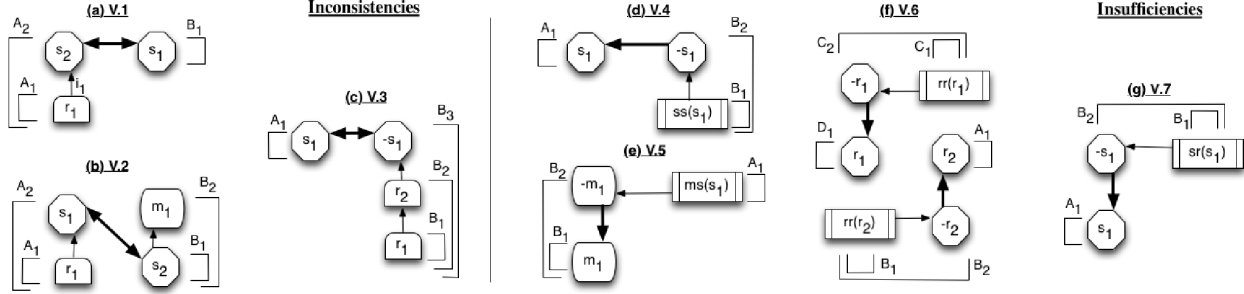 Inconsistencies
Insufficiencies
(a) V.1
A2
s2
s1
B1
A1
i1
r1
(b) V.2
A2
s1
m1
B2
A1
r1
s2
B1
(c) V.3
A1
s1
-s1
B3
r2
B2
r1
B1
(d) V.4
A1
s1
-s1
B2
ss(s1)
B1
(e) V.5
B2
-m1
ms(s1)
A1
B1
m1
(f) V.6
C2
C1
-r1
rr(r1)
D1
r1
r2
A1
rr(r2)
-r2
B1
B2
(g) V.7
B2
B1
-s1
sr(s1)
A1
s1